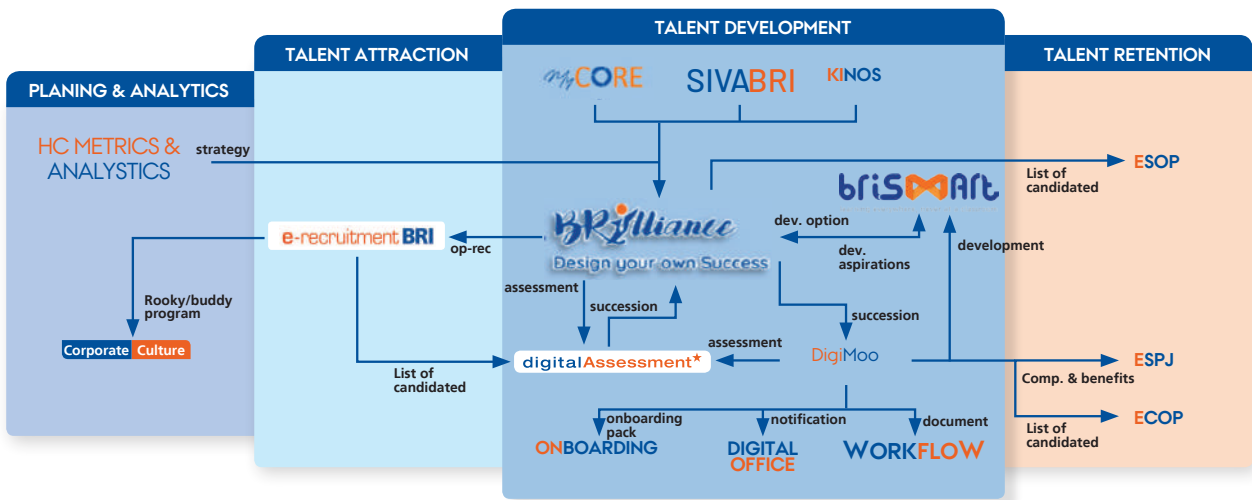 TALENT DEVELOPMENT
TALENT ATTRACTION
TALENT RETENTION
PLANING & ANALYTICS
myCORE
SIVABRI
KINOS
HC METRICS &
ANALYSTICS
strategy
ESOP
List of
candidated
briSMArt
BRIlliance
Design your own Success
dev. option
dev.
aspirations
development
e-recruitment BRI
op-rec
assessment
succession
succession
Rooky/buddy
program
Corporate Culture
List of
candidated
digitalAssessment
assessment
DigiMoo
ESPJ
Comp. & benefits
ECOP
List of
candidated
onboarding
pack
notification
document
ONBOARDING
DIGITAL
OFFICE
WORKFLOW